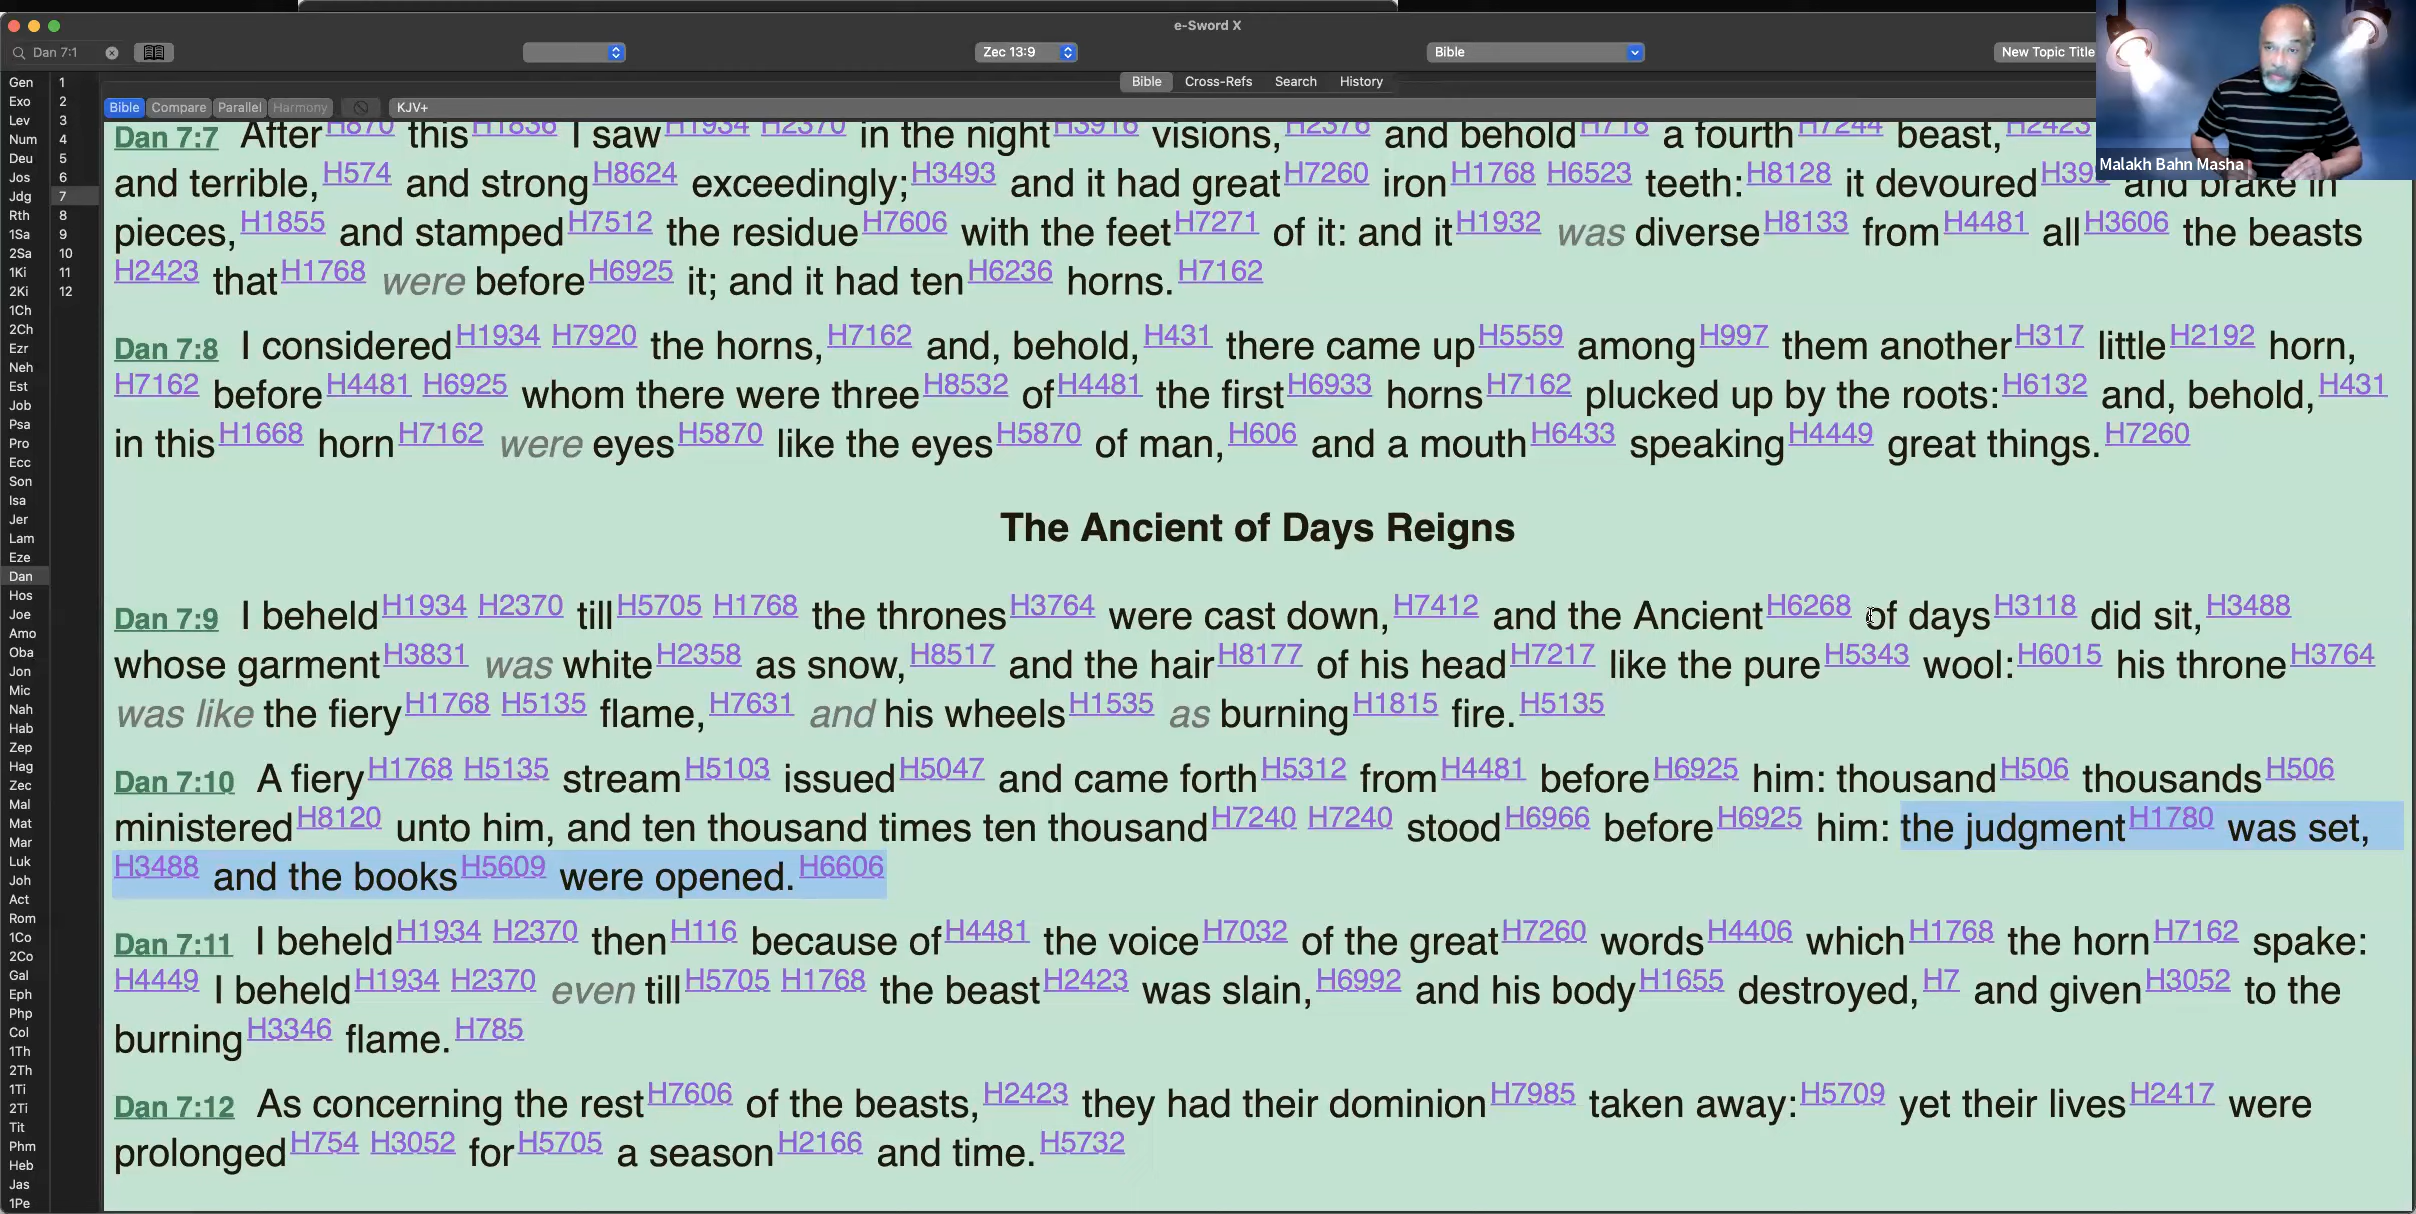 e-Sword X
Dan 7:1
Zec 13:9
Bible
New Topic Title
Bible Cross-Refs Search History
Bible Compare Parallel Harmony KJV+
Gen 1
Exo 2
Lev 3
Num 4
Deu 5
Jos 6
Jdg 7
Rth 8
1Sa 9
2Sa 10
1Ki 11
2Ki 12
1Ch
2Ch
Ezr
Neh
Est
Job
Psa
Pro
Ecc
Son
Isa
Jer
Lam
Eze
Dan
Hos
Joe
Amo
Oba
Jon
Mic
Nah
Hab
Zep
Hag
Zec
Mal
Mat
Mar
Luk
Joh
Act
Rom
1Co
2Co
Gal
Eph
Php
Col
1Th
2Th
1Ti
2Ti
Tit
Phm
Heb
Jas
1Pe
Malakh Bahn Masha
Dan 7:7 After H870 this H1836 I saw H1934 H2370 in the night H3916 visions, H2376 and behold H718 a fourth H7244 beast, H2423
and terrible, H574 and strong H8624 exceedingly; H3493 and it had great H7260 iron H1768 H6523 teeth: H8128 it devoured and brake in
pieces, H1855 and stamped H7512 the residue H7606 with the feet H7271 of it: and it H1932 was diverse H8133 from H4481 all H3606 the beasts
H2423 that H1768 were before H6925 it; and it had ten H6236 horns. H7162
Dan 7:8 I considered H1934 H7920 the horns, H7162 and, behold, H431 there came up H5559 among H997 them another H317 little H2192 horn,
H7162 before H4481 H6925 whom there were three H8532 of H4481 the first H6933 horns H7162 plucked up by the roots: H6132 and, behold, H431
in this H1668 horn H7162 were eyes H5870 like the eyes H5870 of man, H606 and a mouth H6433 speaking H4449 great things. H7260
The Ancient of Days Reigns
Dan 7:9 I beheld H1934 H2370 till H5705 H1768 the thrones H3764 were cast down, H7412 and the Ancient H6268 of days H3118 did sit, H3488
whose garment H3831 was white H2358 as snow, H8517 and the hair H8177 of his head H7217 like the pure H5343 wool: H6015 his throne H3764
was like the fiery H1768 H5135 flame, H7631 and his wheels H1535 as burning H1815 fire. H5135
Dan 7:10 A fiery H1768 H5135 stream H5103 issued H5047 and came forth H5312 from H4481 before H6925 him: thousand H506 thousands H506
ministered H8120 unto him, and ten thousand times ten thousand H7240 H7240 stood H6966 before H6925 him: the judgment H1780 was set,
H3488 and the books H5609 were opened. H6606
Dan 7:11 I beheld H1934 H2370 then H116 because of H4481 the voice H7032 of the great H7260 words H4406 which H1768 the horn H7162 spake:
H4449 I beheld H1934 H2370 even till H5705 H1768 the beast H2423 was slain, H6992 and his body H1655 destroyed, H7 and given H3052 to the
burning H3346 flame. H785
Dan 7:12 As concerning the rest H7606 of the beasts, H2423 they had their dominion H7985 taken away: H5709 yet their lives H2417 were
prolonged H754 H3052 for H5705 a season H2166 and time. H5732